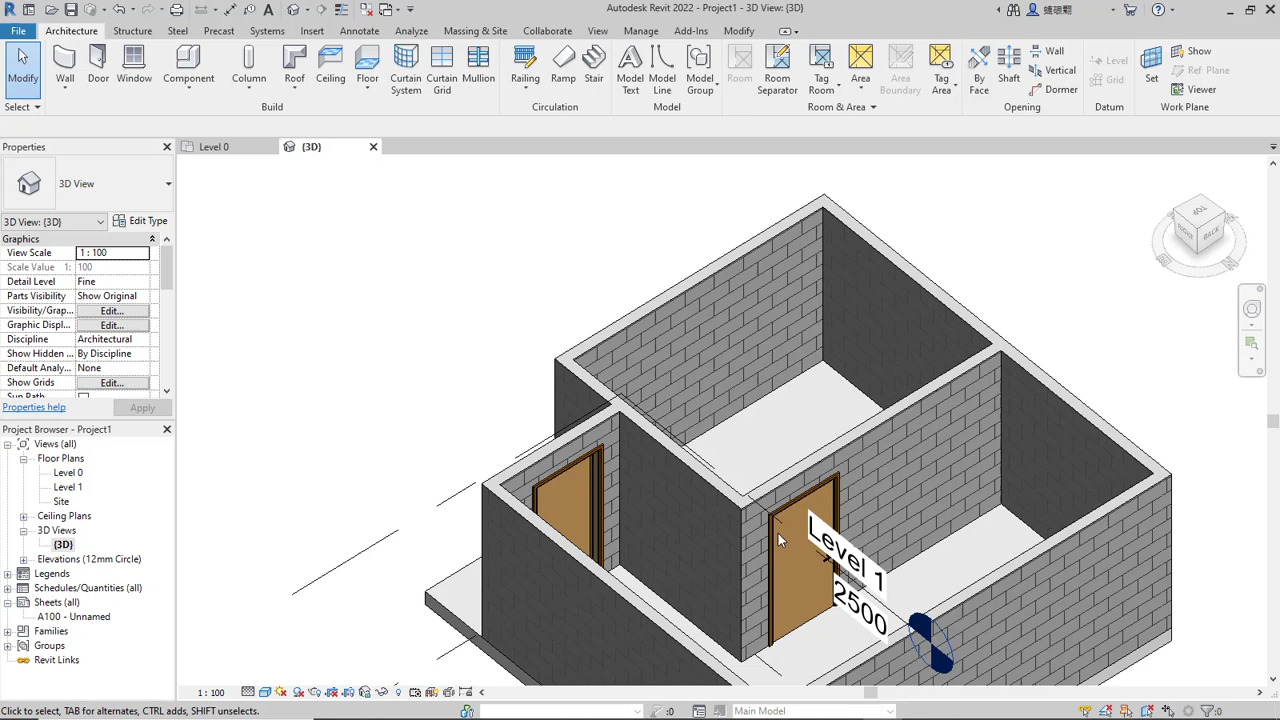 Autodesk Revit 2022 - Project1 - 3D View: {3D}
File Architecture Structure Steel Precast Systems Insert Annotate Analyze Massing & Site Collaborate View Manage Add-Ins Modify
Modify Wall Door Window Component Column Roof Ceiling Floor Curtain System Curtain Grid Mullion Railing Ramp Stair Model Text Model Line Model Group Room Room Separator Tag Room Area Area Boundary Tag Area By Face Shaft Wall Vertical Dormer Level Grid Set Show Ref Plane Viewer
Select Build Circulation Model Room & Area Opening Datum Work Plane
Properties
Level 0
{3D}
3D View
3D View: {3D}
Edit Type
Graphics
View Scale 1 : 100
Scale Value 1: 100
Detail Level Fine
Parts Visibility Show Original
Visibility/Grap... Edit...
Graphic Displ... Edit...
Discipline Architectural
Show Hidden ... By Discipline
Default Analy... None
Show Grids Edit...
Sun Path
Properties help Apply
Project Browser - Project1
Views (all)
Floor Plans
Level 0
Level 1
Site
Ceiling Plans
3D Views
{3D}
Elevations (12mm Circle)
Legends
Schedules/Quantities (all)
Sheets (all)
A100 - Unnamed
Families
Groups
Revit Links
TOP
BACK
Level 1
2500
1 : 100
Click to select, TAB for alternates, CTRL adds, SHIFT unselects.
:0
Main Model
:0